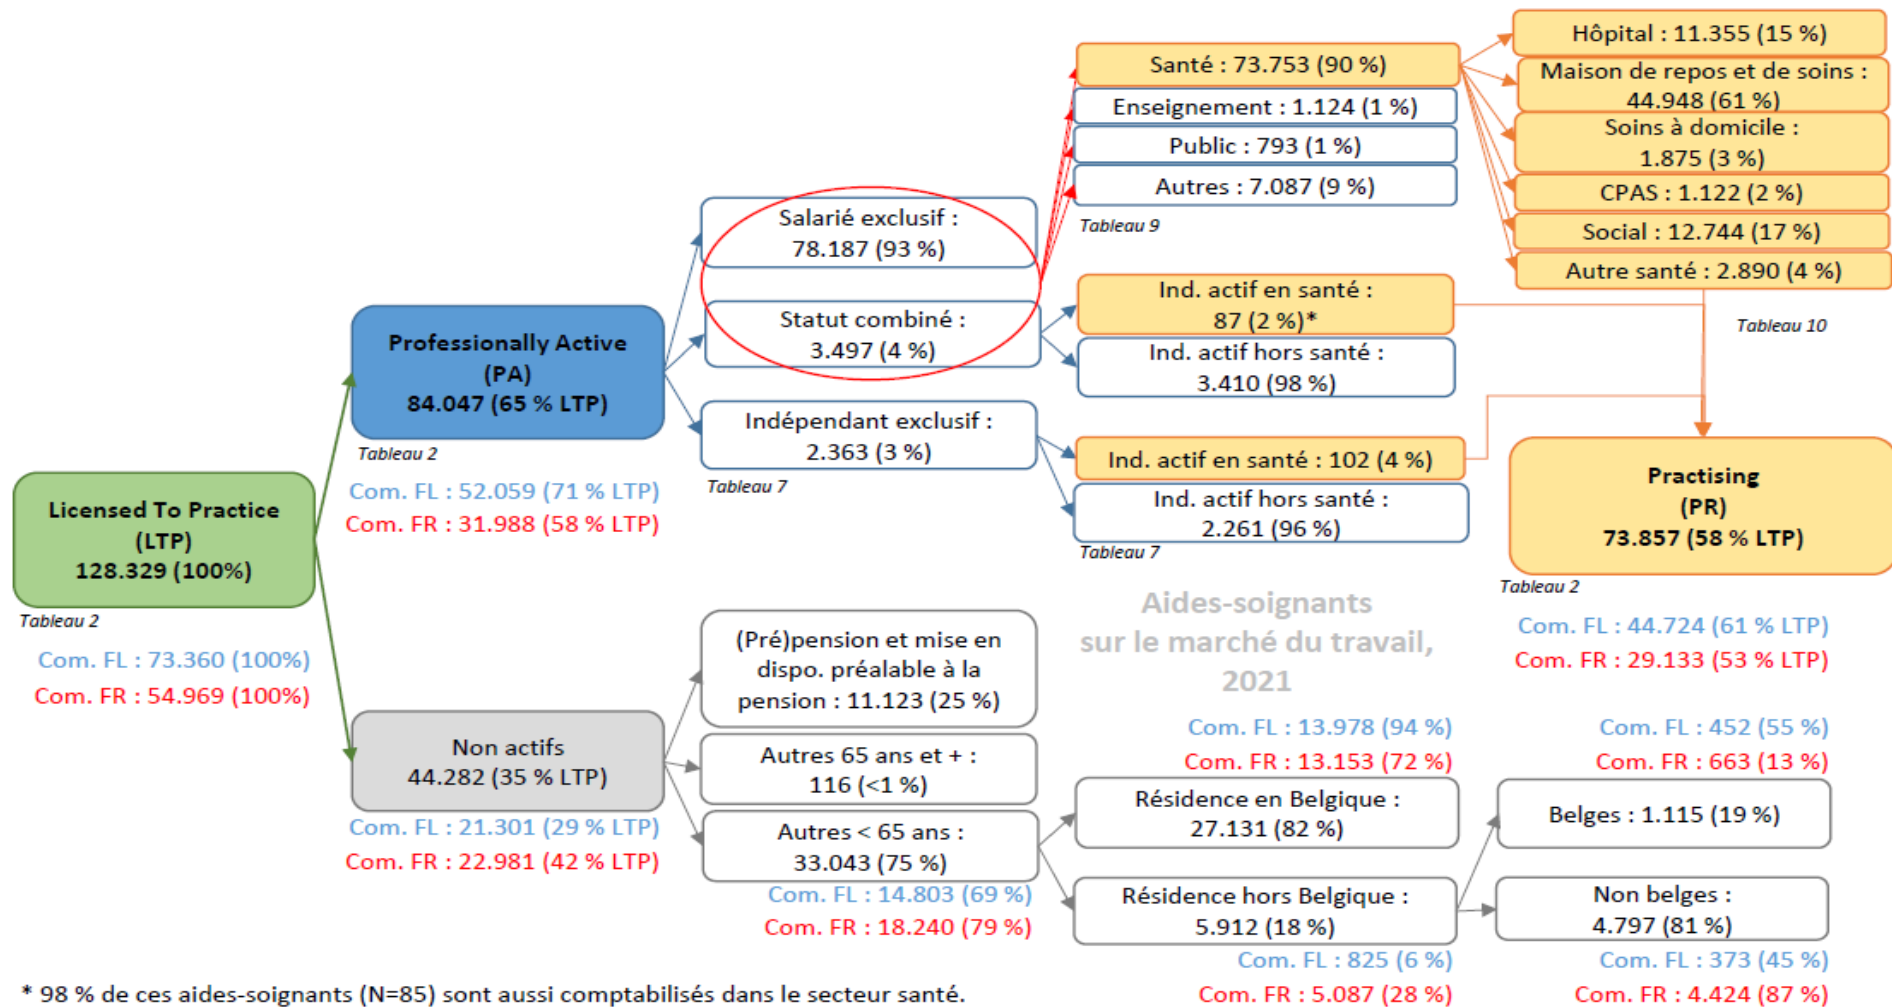 Licensed To Practice
(LTP)
128.329 (100%)
Tableau 2
Com. FL : 73.360 (100%)
Com. FR : 54.969 (100%)
Professionally Active
(PA)
84.047 (65 % LTP)
Tableau 2
Com. FL : 52.059 (71 % LTP)
Com. FR : 31.988 (58 % LTP)
Non actifs
44.282 (35 % LTP)
Com. FL : 21.301 (29 % LTP)
Com. FR : 22.981 (42 % LTP)
Salarié exclusif :
78.187 (93 %)
Statut combiné :
3.497 (4 %)
Indépendant exclusif :
2.363 (3 %)
Tableau 7
(Pré)pension et mise en
dispo. préalable à la
pension : 11.123 (25 %)
Autres 65 ans et + :
116 (<1 %)
Autres < 65 ans :
33.043 (75 %)
Com. FL : 14.803 (69 %)
Com. FR : 18.240 (79 %)
Santé : 73.753 (90 %)
Enseignement : 1.124 (1 %)
Public : 793 (1 %)
Autres : 7.087 (9 %)
Tableau 9
Ind. actif en santé :
87 (2 %)*
Ind. actif hors santé :
3.410 (98 %)
Ind. actif en santé : 102 (4 %)
Ind. actif hors santé :
2.261 (96 %)
Tableau 7
Aides-soignants
sur le marché du travail,
2021
Com. FL : 13.978 (94 %)
Com. FR : 13.153 (72 %)
Résidence en Belgique :
27.131 (82 %)
Résidence hors Belgique :
5.912 (18 %)
Com. FL : 825 (6 %)
Com. FR : 5.087 (28 %)
Hôpital : 11.355 (15 %)
Maison de repos et de soins :
44.948 (61 %)
Soins à domicile :
1.875 (3 %)
CPAS : 1.122 (2 %)
Social : 12.744 (17 %)
Autre santé : 2.890 (4 %)
Tableau 10
Practising
(PR)
73.857 (58 % LTP)
Tableau 2
Com. FL : 44.724 (61 % LTP)
Com. FR : 29.133 (53 % LTP)
Com. FL : 452 (55 %)
Com. FR : 663 (13 %)
Belges : 1.115 (19 %)
Non belges :
4.797 (81 %)
Com. FL : 373 (45 %)
Com. FR : 4.424 (87 %)
* 98 % de ces aides-soignants (N=85) sont aussi comptabilisés dans le secteur santé.